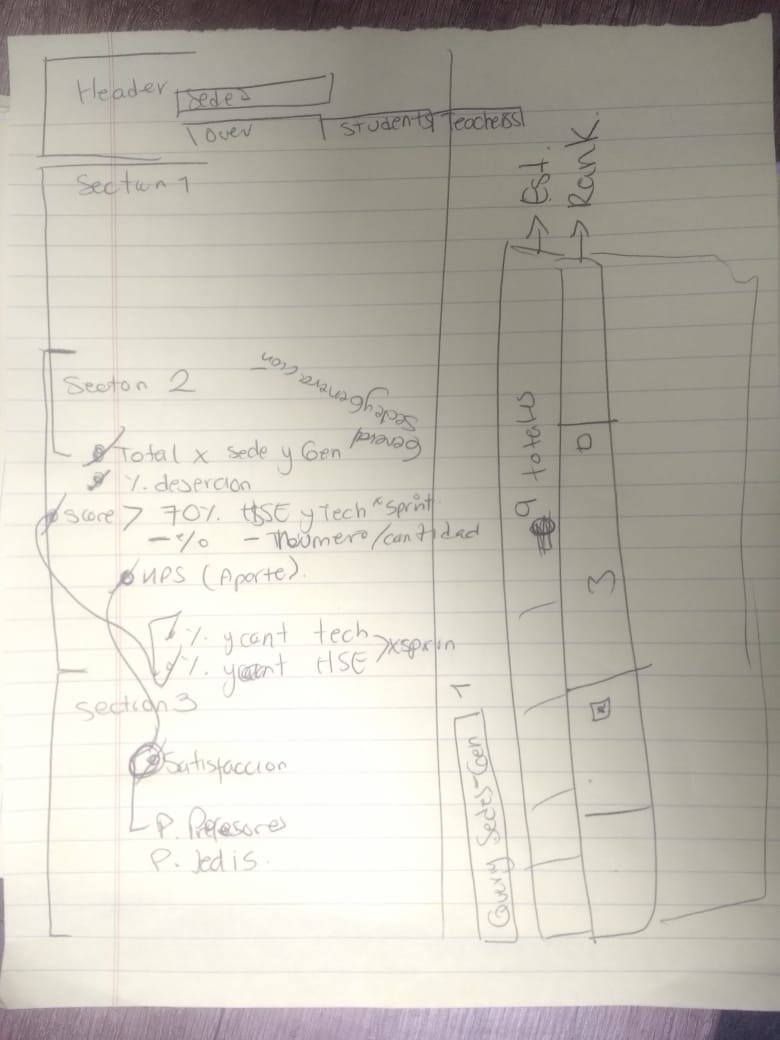 Header
Sedes
Over
Students
Teachers
Section 1
Secton 2
General
Sede y Generacion
Total x sede y Gen
% desercion
Score > 70% HSE y Tech x sprint
- % - Noumero/cantidad
NPS (Aporte).
% y cant tech
% y cant HSE
> x sprin
Section 3
Satisfaccion
P. Profesores
P. Jedis.
1
Query Sedes-Gen
9 totals
→ Est.
→ Rank.
3